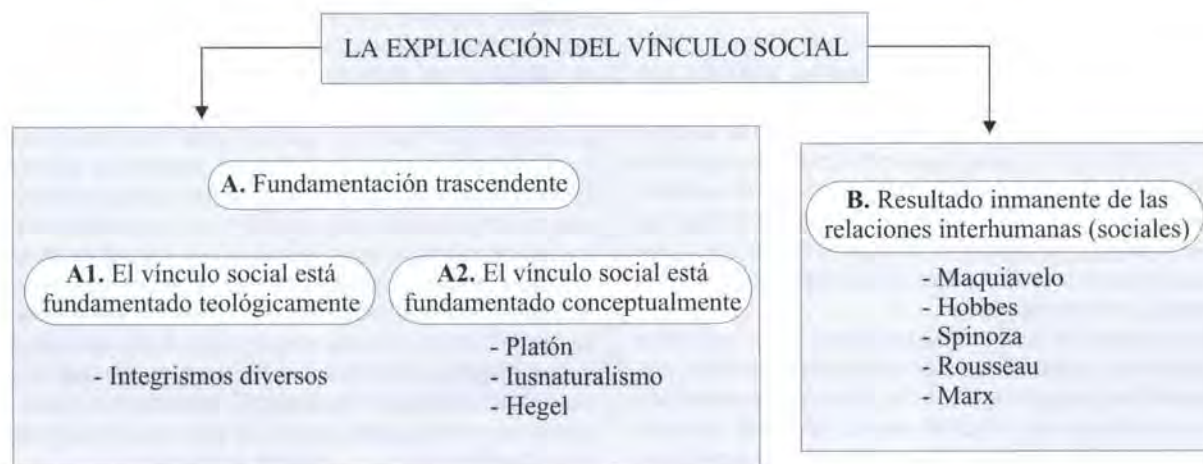 LA EXPLICACIÓN DEL VÍNCULO SOCIAL
A. Fundamentación trascendente
A1. El vínculo social está
fundamentado teológicamente
- Integrismos diversos
A2. El vínculo social está
fundamentado conceptualmente
- Platón
- Iusnaturalismo
- Hegel
B. Resultado inmanente de las
relaciones interhumanas (sociales)
- Maquiavelo
- Hobbes
- Spinoza
- Rousseau
- Marx